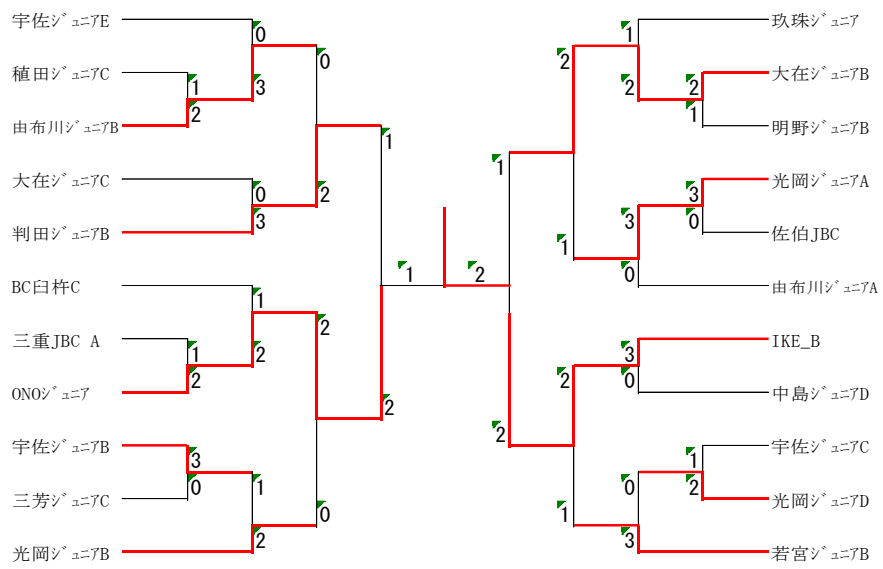 宇佐ジュニアE
0
稙田ジュニアC
1
3
由布川ジュニアB
2
0
大在ジュニアC
0
2
判田ジュニアB
3
1
BC臼杵C
1
三重JBC A
1
2
2
ONOジュニア
2
2
宇佐ジュニアB
3
三芳ジュニアC
0
1
0
光岡ジュニアB
2
1
2
玖珠ジュニア
1
大在ジュニアB
2
2
2
明野ジュニアB
1
1
光岡ジュニアA
3
3
佐伯JBC
0
1
由布川ジュニアA
0
IKE_B
3
2
中島ジュニアD
0
2
宇佐ジュニアC
1
光岡ジュニアD
2
0
1
若宮ジュニアB
3